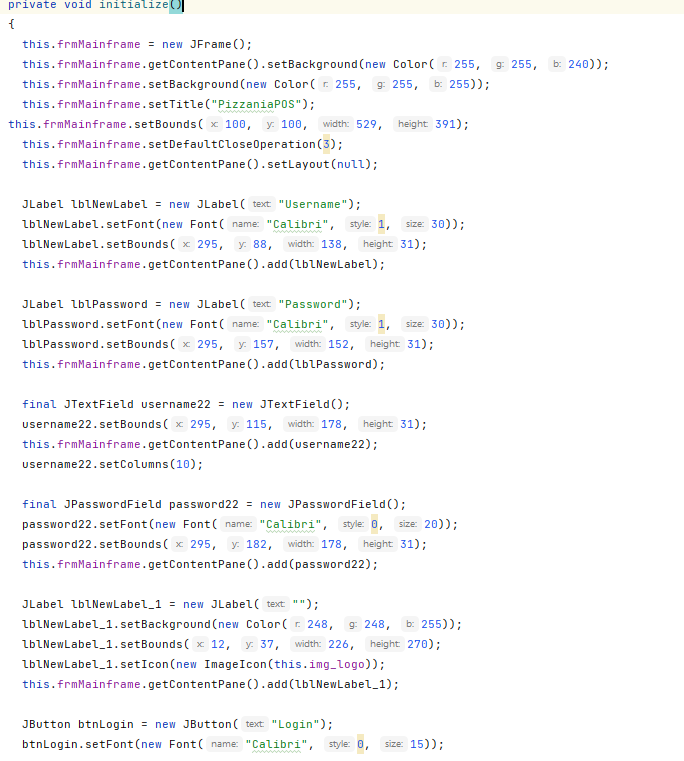 private void initialize()
{
this.frmMainframe = new JFrame();
this.frmMainframe.getContentPane().setBackground(new Color( r: 255, g: 255, b: 240));
this.frmMainframe.setBackground(new Color( r: 255, g: 255, b: 255));
this.frmMainframe.setTitle("PizzaniaPOS");
this.frmMainframe.setBounds( x: 100, y: 100, width: 529, height: 391);
this.frmMainframe.setDefaultCloseOperation(3);
this.frmMainframe.getContentPane().setLayout(null);
JLabel lblNewLabel = new JLabel( text: "Username");
lblNewLabel.setFont(new Font( name: "Calibri", style: 1, size: 30));
lblNewLabel.setBounds( x: 295, y: 88, width: 138, height: 31);
this.frmMainframe.getContentPane().add(lblNewLabel);
JLabel lblPassword = new JLabel( text: "Password");
lblPassword.setFont(new Font( name: "Calibri", style: 1, size: 30));
lblPassword.setBounds( x: 295, y: 157, width: 152, height: 31);
this.frmMainframe.getContentPane().add(lblPassword);
final JTextField username22 = new JTextField();
username22.setBounds( x: 295, y: 115, width: 178, height: 31);
this.frmMainframe.getContentPane().add(username22);
username22.setColumns(10);
final JPasswordField password22 = new JPasswordField();
password22.setFont(new Font( name: "Calibri", style: 0, size: 20));
password22.setBounds( x: 295, y: 182, width: 178, height: 31);
this.frmMainframe.getContentPane().add(password22);
JLabel lblNewLabel_1 = new JLabel( text: "");
lblNewLabel_1.setBackground(new Color( r: 248, g: 248, b: 255));
lblNewLabel_1.setBounds( x: 12, y: 37, width: 226, height: 270);
lblNewLabel_1.setIcon(new ImageIcon(this.img_logo));
this.frmMainframe.getContentPane().add(lblNewLabel_1);
JButton btnLogin = new JButton( text: "Login");
btnLogin.setFont(new Font( name: "Calibri", style: 0, size: 15));